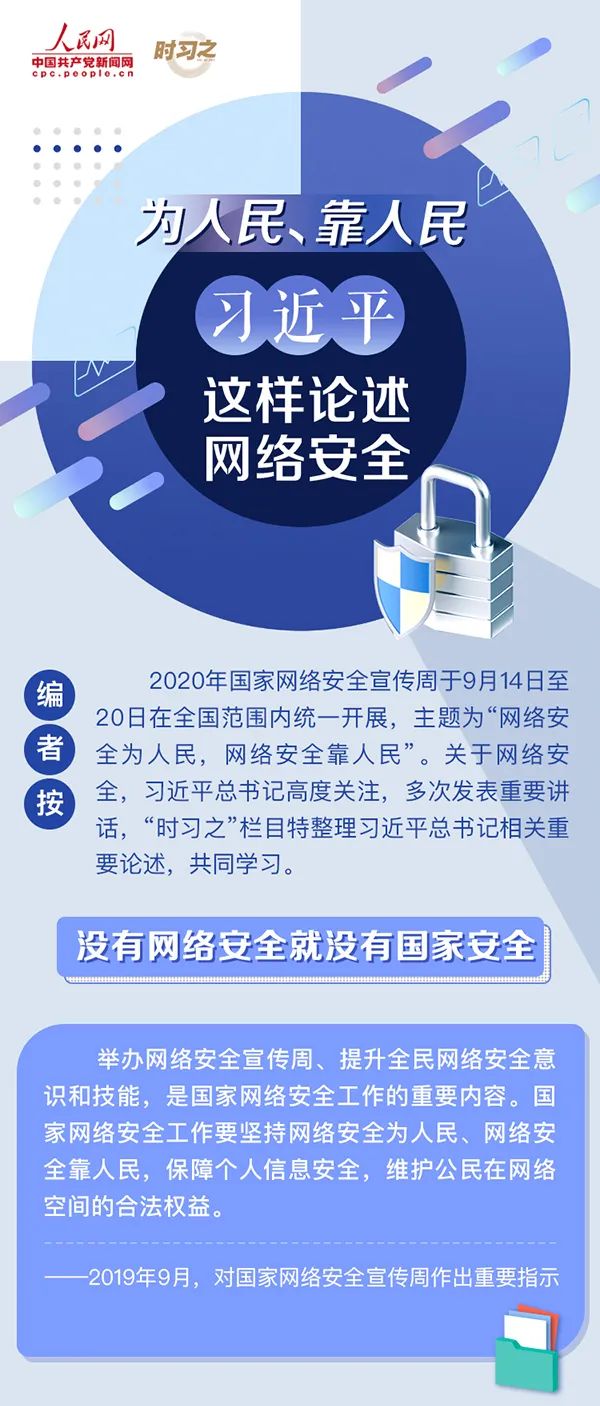 人民网
中国共产党新闻网
cpc.people.cn
时习之
为人民、靠人民
习近平
这样论述
网络安全
编者按
2020年国家网络安全宣传周于9月14日至
20日在全国范围内统一开展，主题为“网络安
全为人民，网络安全靠人民”。关于网络安
全，习近平总书记高度关注，多次发表重要讲
话，“时习之”栏目特整理习近平总书记相关重
要论述，共同学习。
没有网络安全就没有国家安全
举办网络安全宣传周、提升全民网络安全意
识和技能，是国家网络安全工作的重要内容。国
家网络安全工作要坚持网络安全为人民、网络安
全靠人民，保障个人信息安全，维护公民在网络
空间的合法权益。
——2019年9月，对国家网络安全宣传周作出重要指示